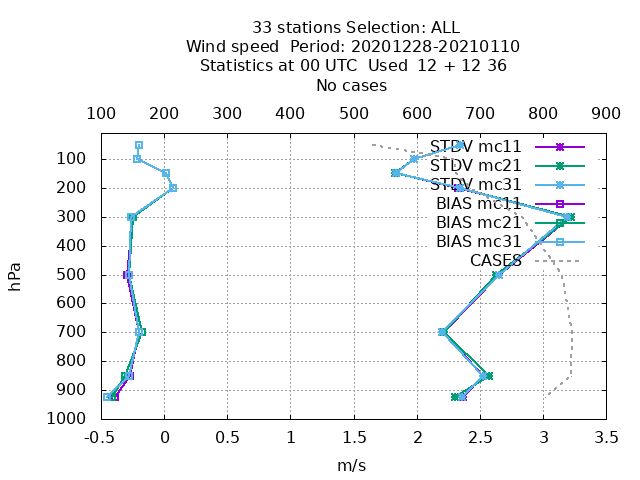 33 stations Selection: ALL
Wind speed  Period: 20201228-20210110
Statistics at 00 UTC  Used  12 + 12 36
No cases
100 200 300 400 500 600 700 800 900
STDV mc11
STDV mc21
STDV mc31
BIAS mc11
BIAS mc21
BIAS mc31
CASES
100
200
300
400
500
600
700
800
900
1000
hPa
-0.5 0 0.5 1 1.5 2 2.5 3 3.5
m/s